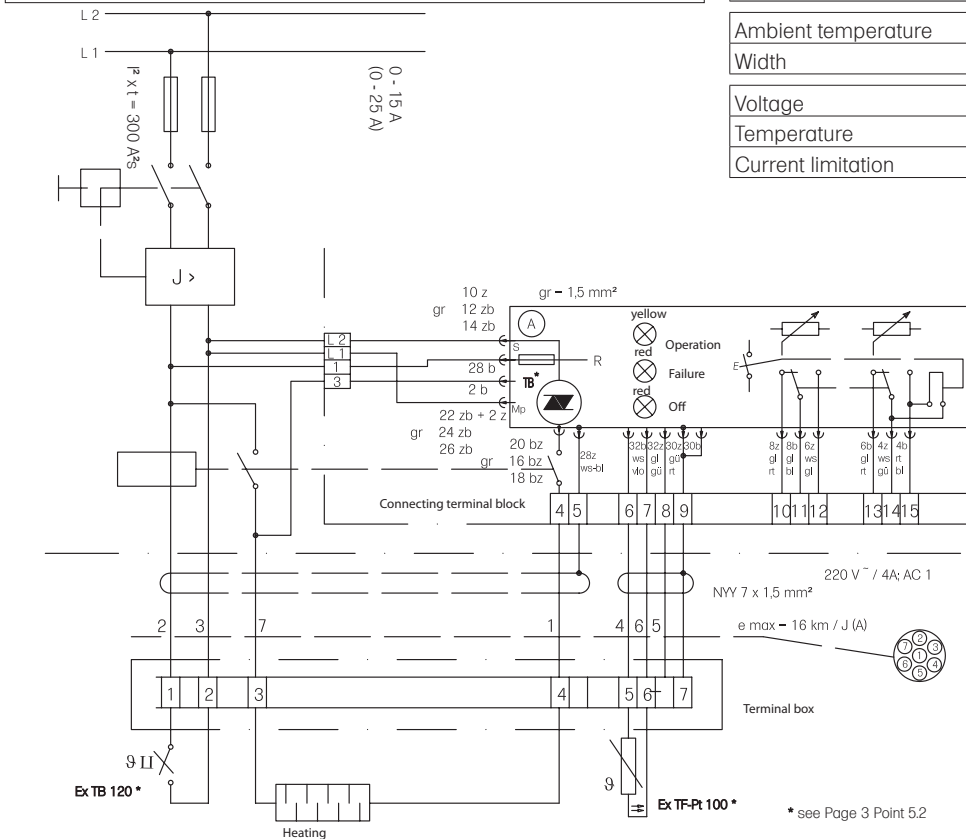 L 2
L 1
I² x t = 300 A²s
0 - 15 A
(0 - 25 A)
Ambient temperature
Width
Voltage
Temperature
Current limitation
J >
10 z
gr 12 zb
14 zb
gr – 1,5 mm²
A
S
yellow
Operation
red
Failure
red
Off
R
E
L 2
L 1
1
3
28 b
2 b
TB*
Mp
22 zb + 2 z
gr 24 zb
26 zb
20 bz
gr 16 bz
18 bz
28z
ws-bl
32b
ws
vlo
32z
gl
gü
30z
gü
rt
30b
8z
gl
rt
8b
gl
bl
6z
ws
gl
6b
gl
rt
4z
ws
gü
4b
rt
bl
Connecting terminal block
4 5 6 7 8 9 10 11 12 13 14 15
220 V ~ / 4A; AC 1
NYY 7 x 1,5 mm²
e max – 16 km / J (A)
2 3 7 1 4 6 5
7 2 3 1 6 5 4
1 2 3 4 5 6 7
Terminal box
ϑ
Ex TB 120 *
Heating
ϑ
Ex TF-Pt 100 *
* see Page 3 Point 5.2